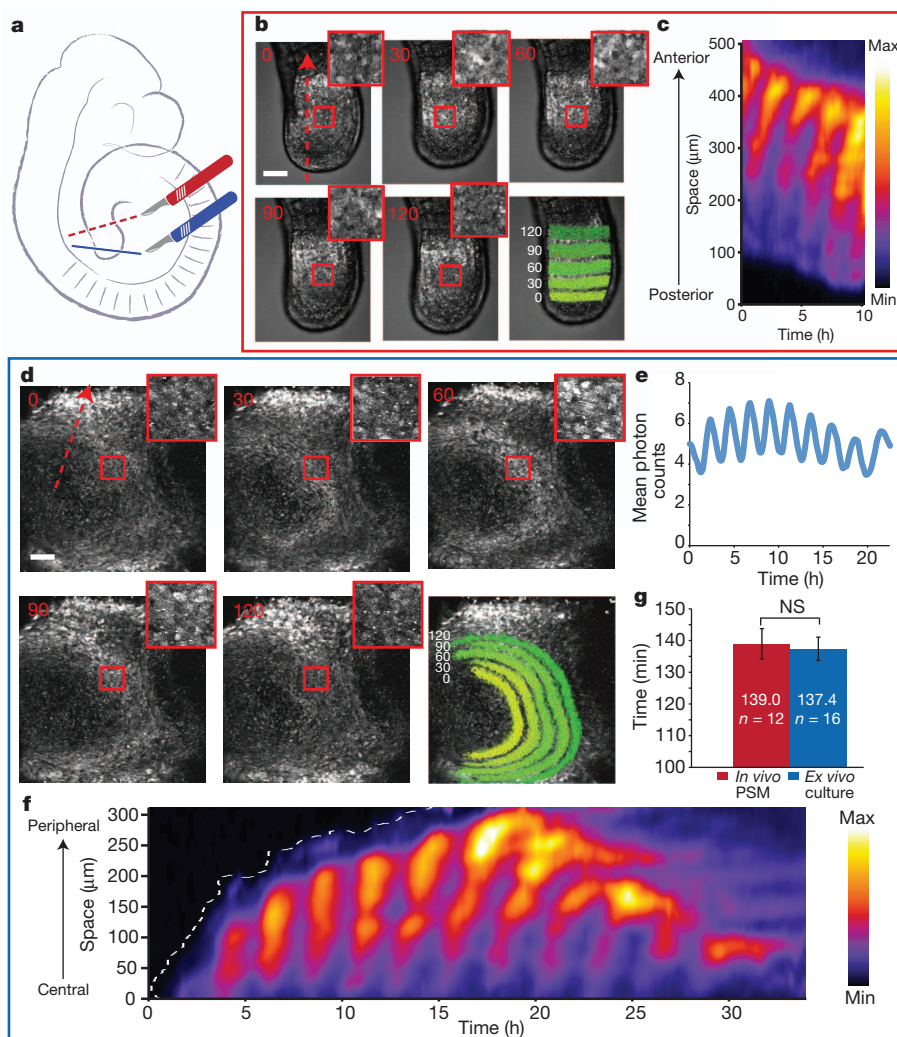 a
b
0
30
60
90
120
120
90
60
30
0
c
Anterior
Posterior
Space (μm)
500
400
300
200
100
0
0
5
10
Time (h)
Max
Min
d
0
30
60
90
120
120
90
60
30
0
e
Mean photon
counts
8
6
4
2
0
0
5
10
15
20
Time (h)
g
NS
Time (min)
150
140
130
120
110
100
139.0
n = 12
137.4
n = 16
In vivo
PSM
Ex vivo
culture
f
Peripheral
Central
Space (μm)
300
250
200
150
100
50
0
0
5
10
15
20
25
30
Time (h)
Max
Min